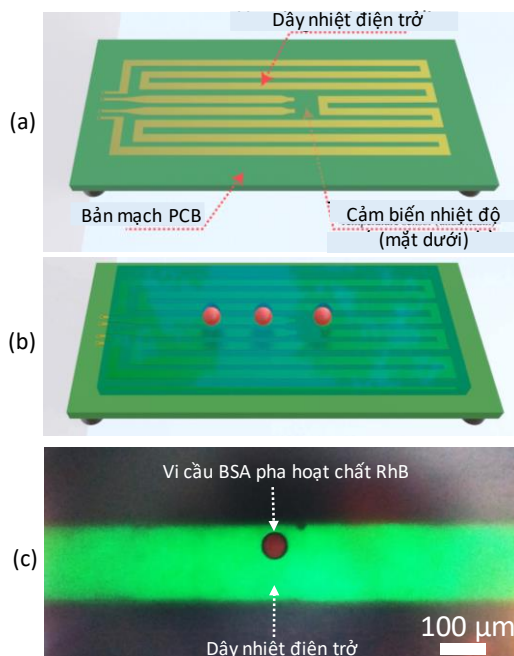 Dây nhiệt điện trở
(a)
Bản mạch PCB
Cảm biến nhiệt độ
(mặt dưới)
(b)
Vi cầu BSA pha hoạt chất RhB
(c)
Dây nhiệt điện trở
100 μm